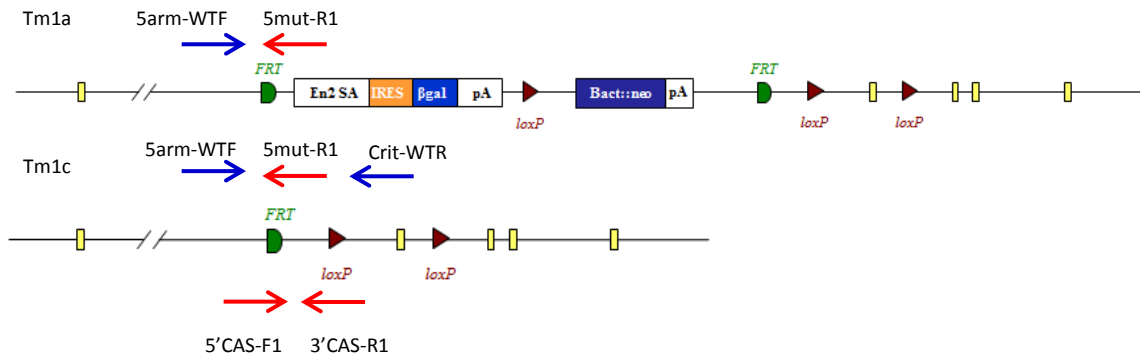 Tm1a 5arm-WTF 5mut-R1
FRT FRT
En2 SA IRES βgal pA Bact::neo pA
loxP loxP loxP
Tm1c 5arm-WTF 5mut-R1 Crit-WTR
FRT
loxP loxP
5’CAS-F1 3’CAS-R1